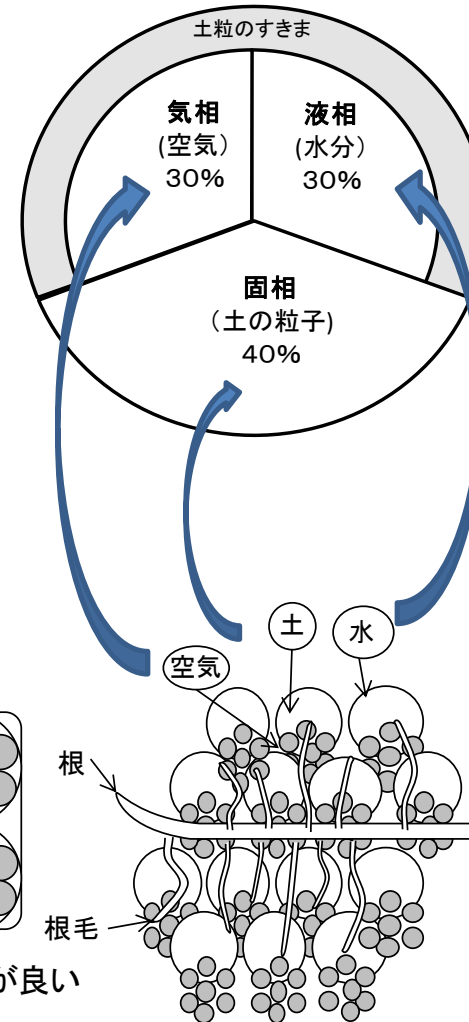 土粒のすきま
気相
(空気）
30%
液相
(水分）
30%
固相
（土の粒子)
40%
土
水
空気
根
根毛
が良い